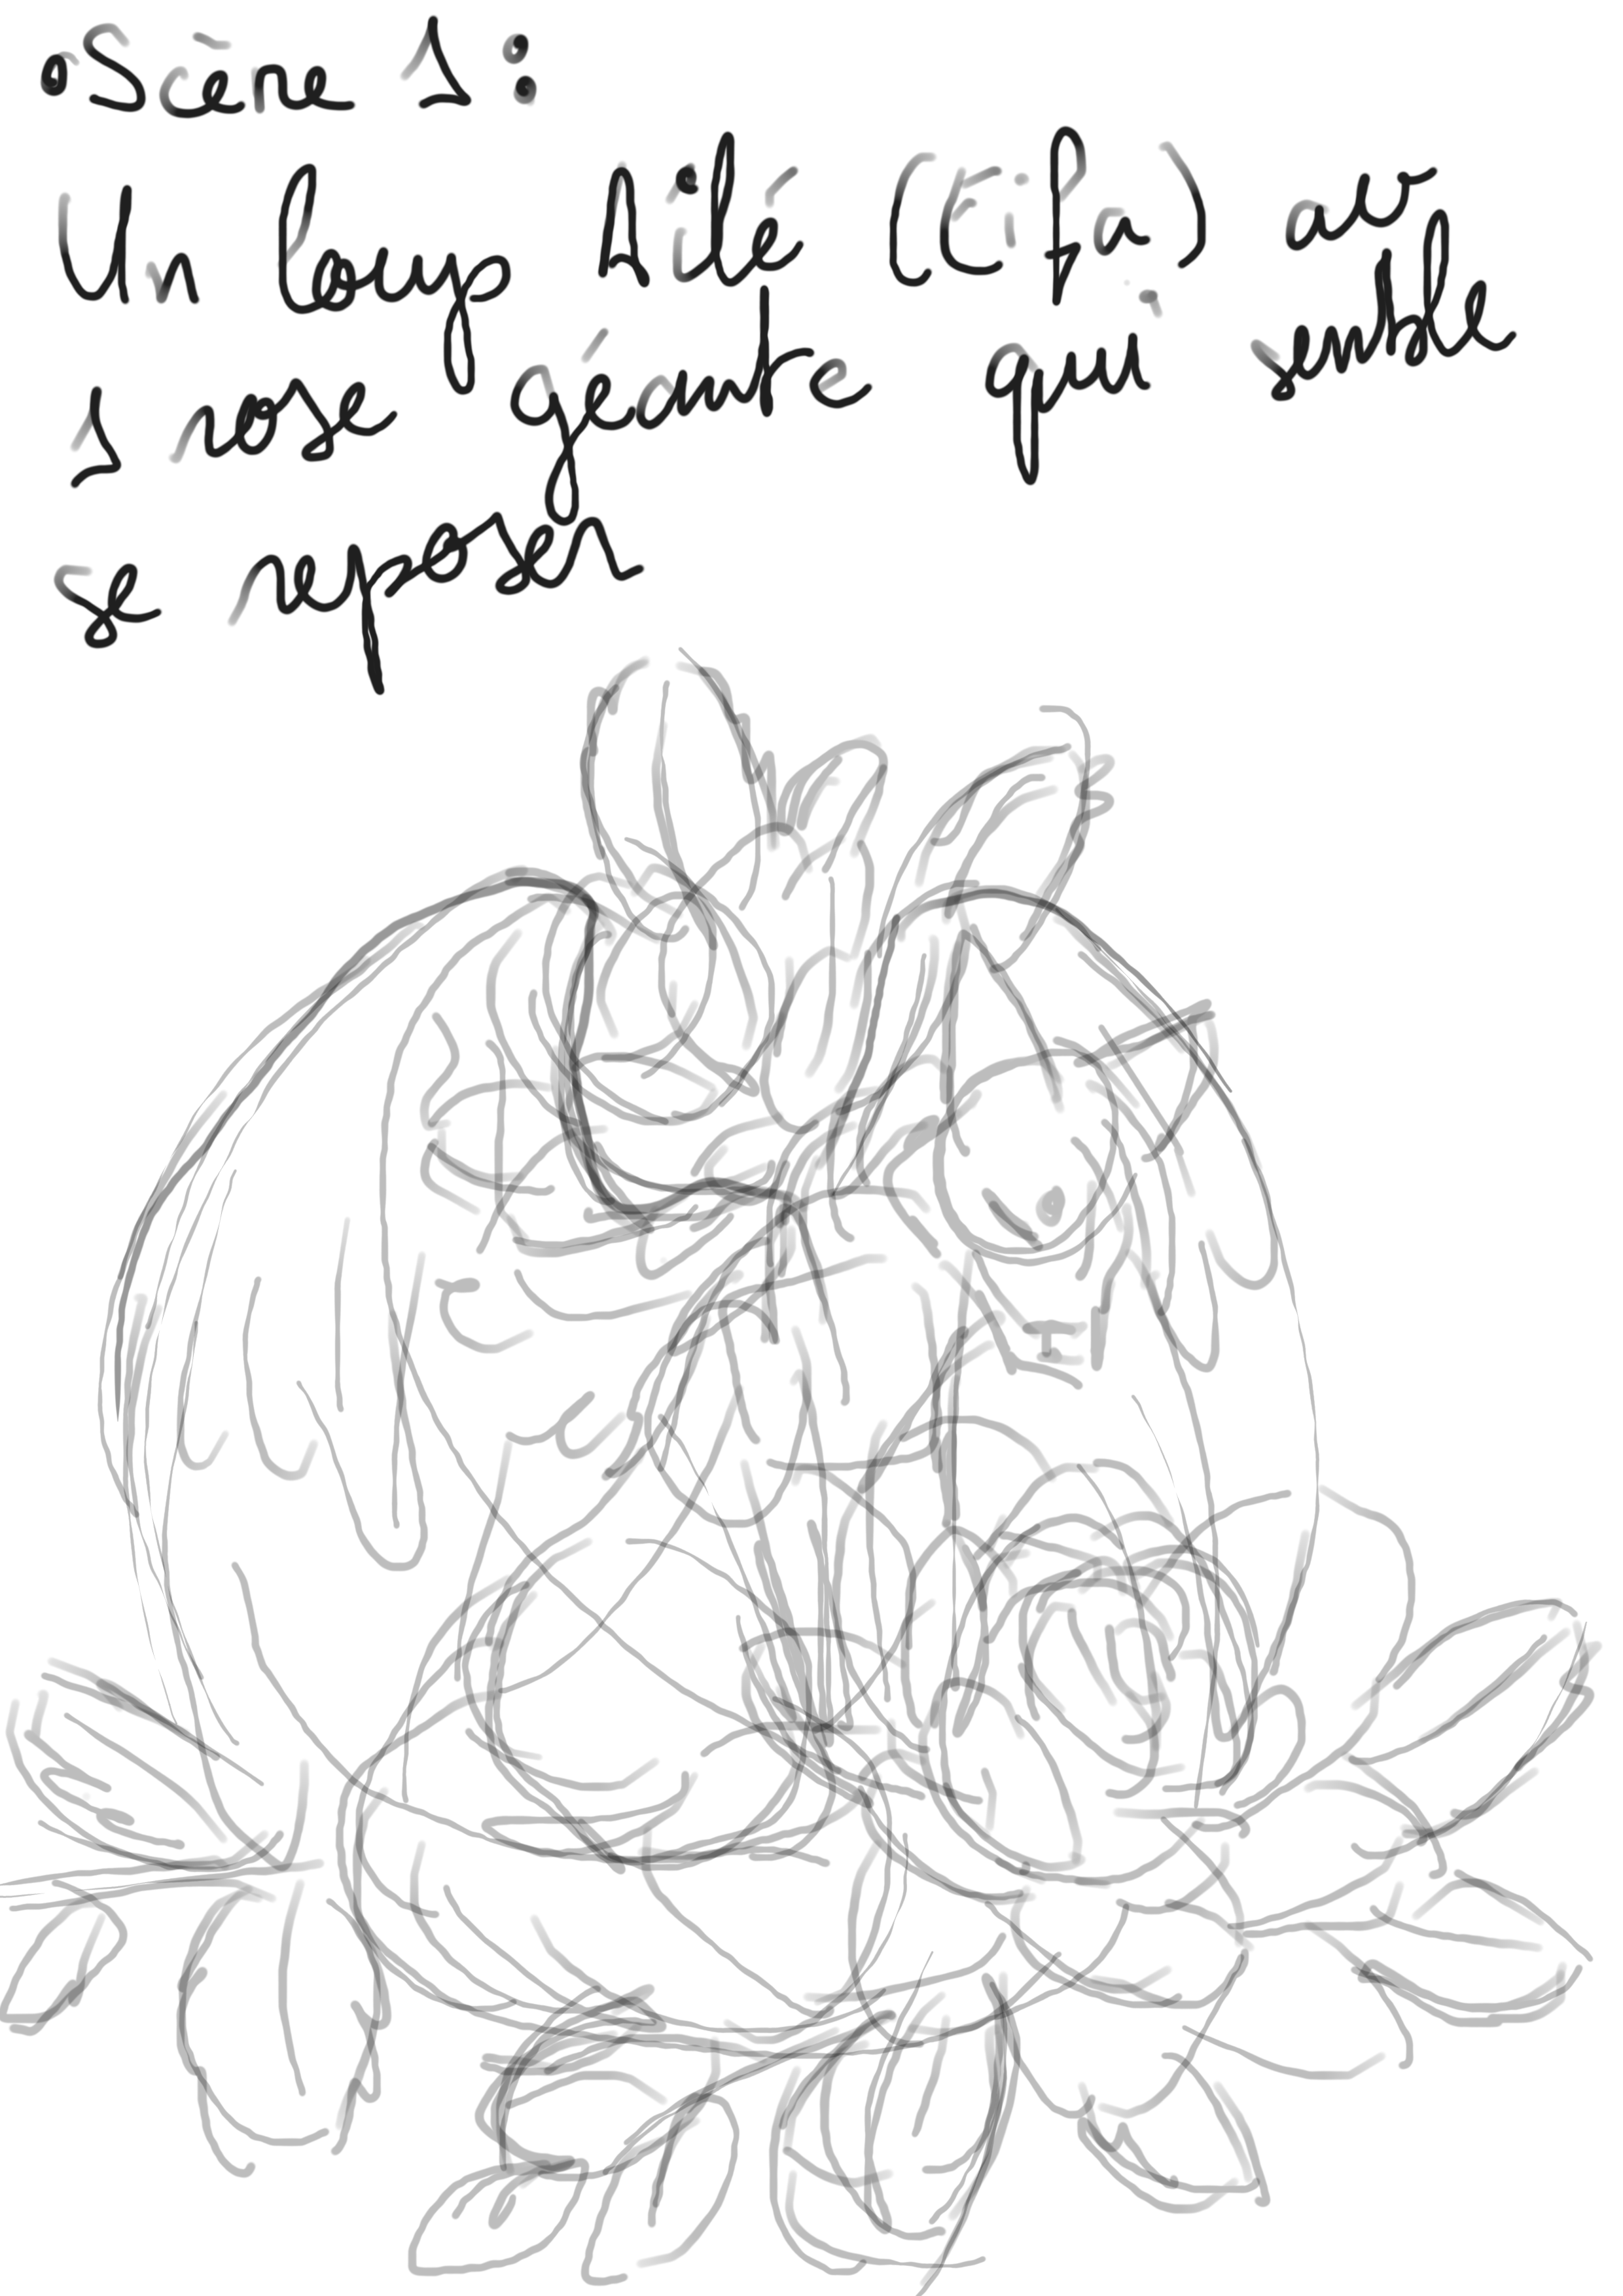 Scène 1 :
Un loup Ailé (Eifa) av
1 rose géante qui semble
se reposer